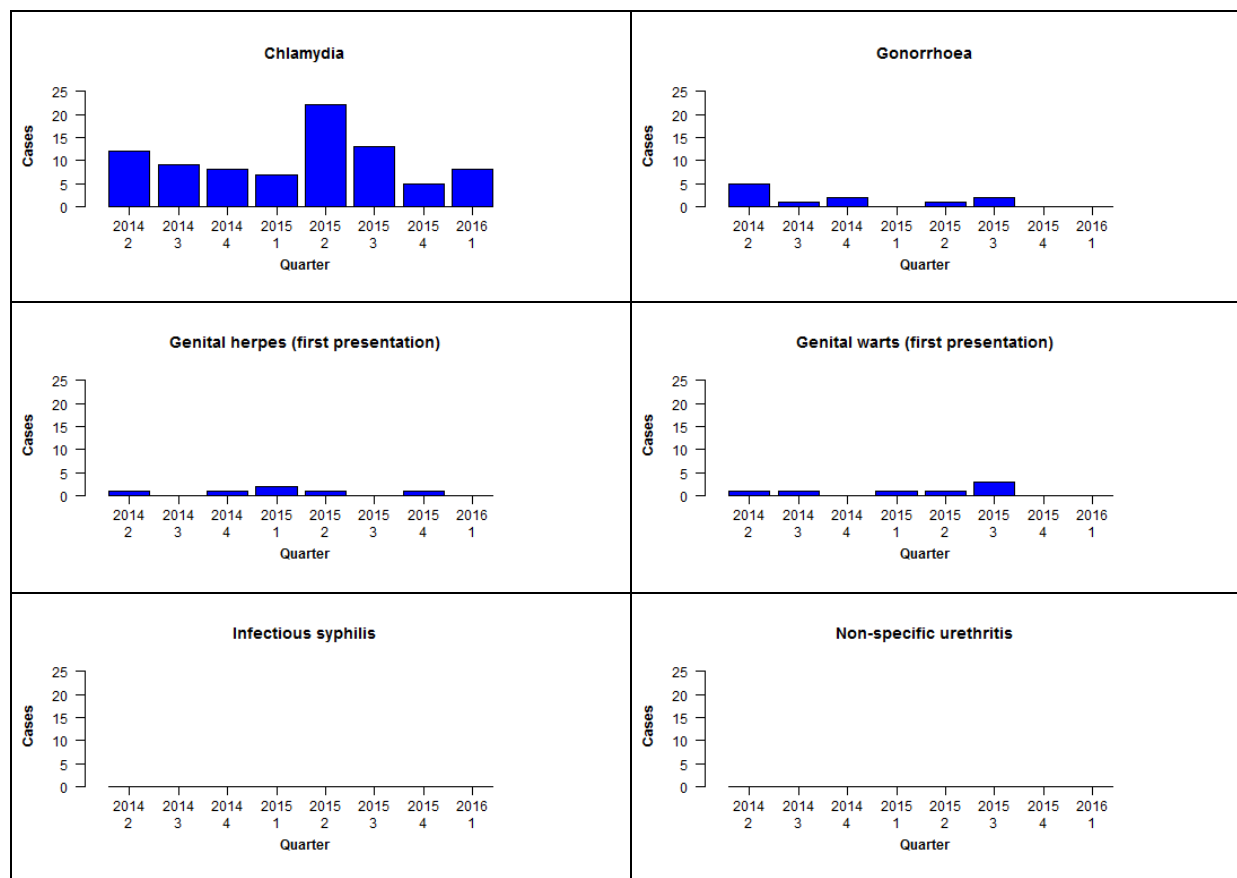 Chlamydia
25
20
15
10
5
0
Cases
2014 2014 2014 2015 2015 2015 2015 2016
2 3 4 1 2 3 4 1
Quarter
Gonorrhoea
25
20
15
10
5
0
Cases
2014 2014 2014 2015 2015 2015 2015 2016
2 3 4 1 2 3 4 1
Quarter
Genital herpes (first presentation)
25
20
15
10
5
0
Cases
2014 2014 2014 2015 2015 2015 2015 2016
2 3 4 1 2 3 4 1
Quarter
Genital warts (first presentation)
25
20
15
10
5
0
Cases
2014 2014 2014 2015 2015 2015 2015 2016
2 3 4 1 2 3 4 1
Quarter
Infectious syphilis
25
20
15
10
5
0
Cases
2014 2014 2014 2015 2015 2015 2015 2016
2 3 4 1 2 3 4 1
Quarter
Non-specific urethritis
25
20
15
10
5
0
Cases
2014 2014 2014 2015 2015 2015 2015 2016
2 3 4 1 2 3 4 1
Quarter